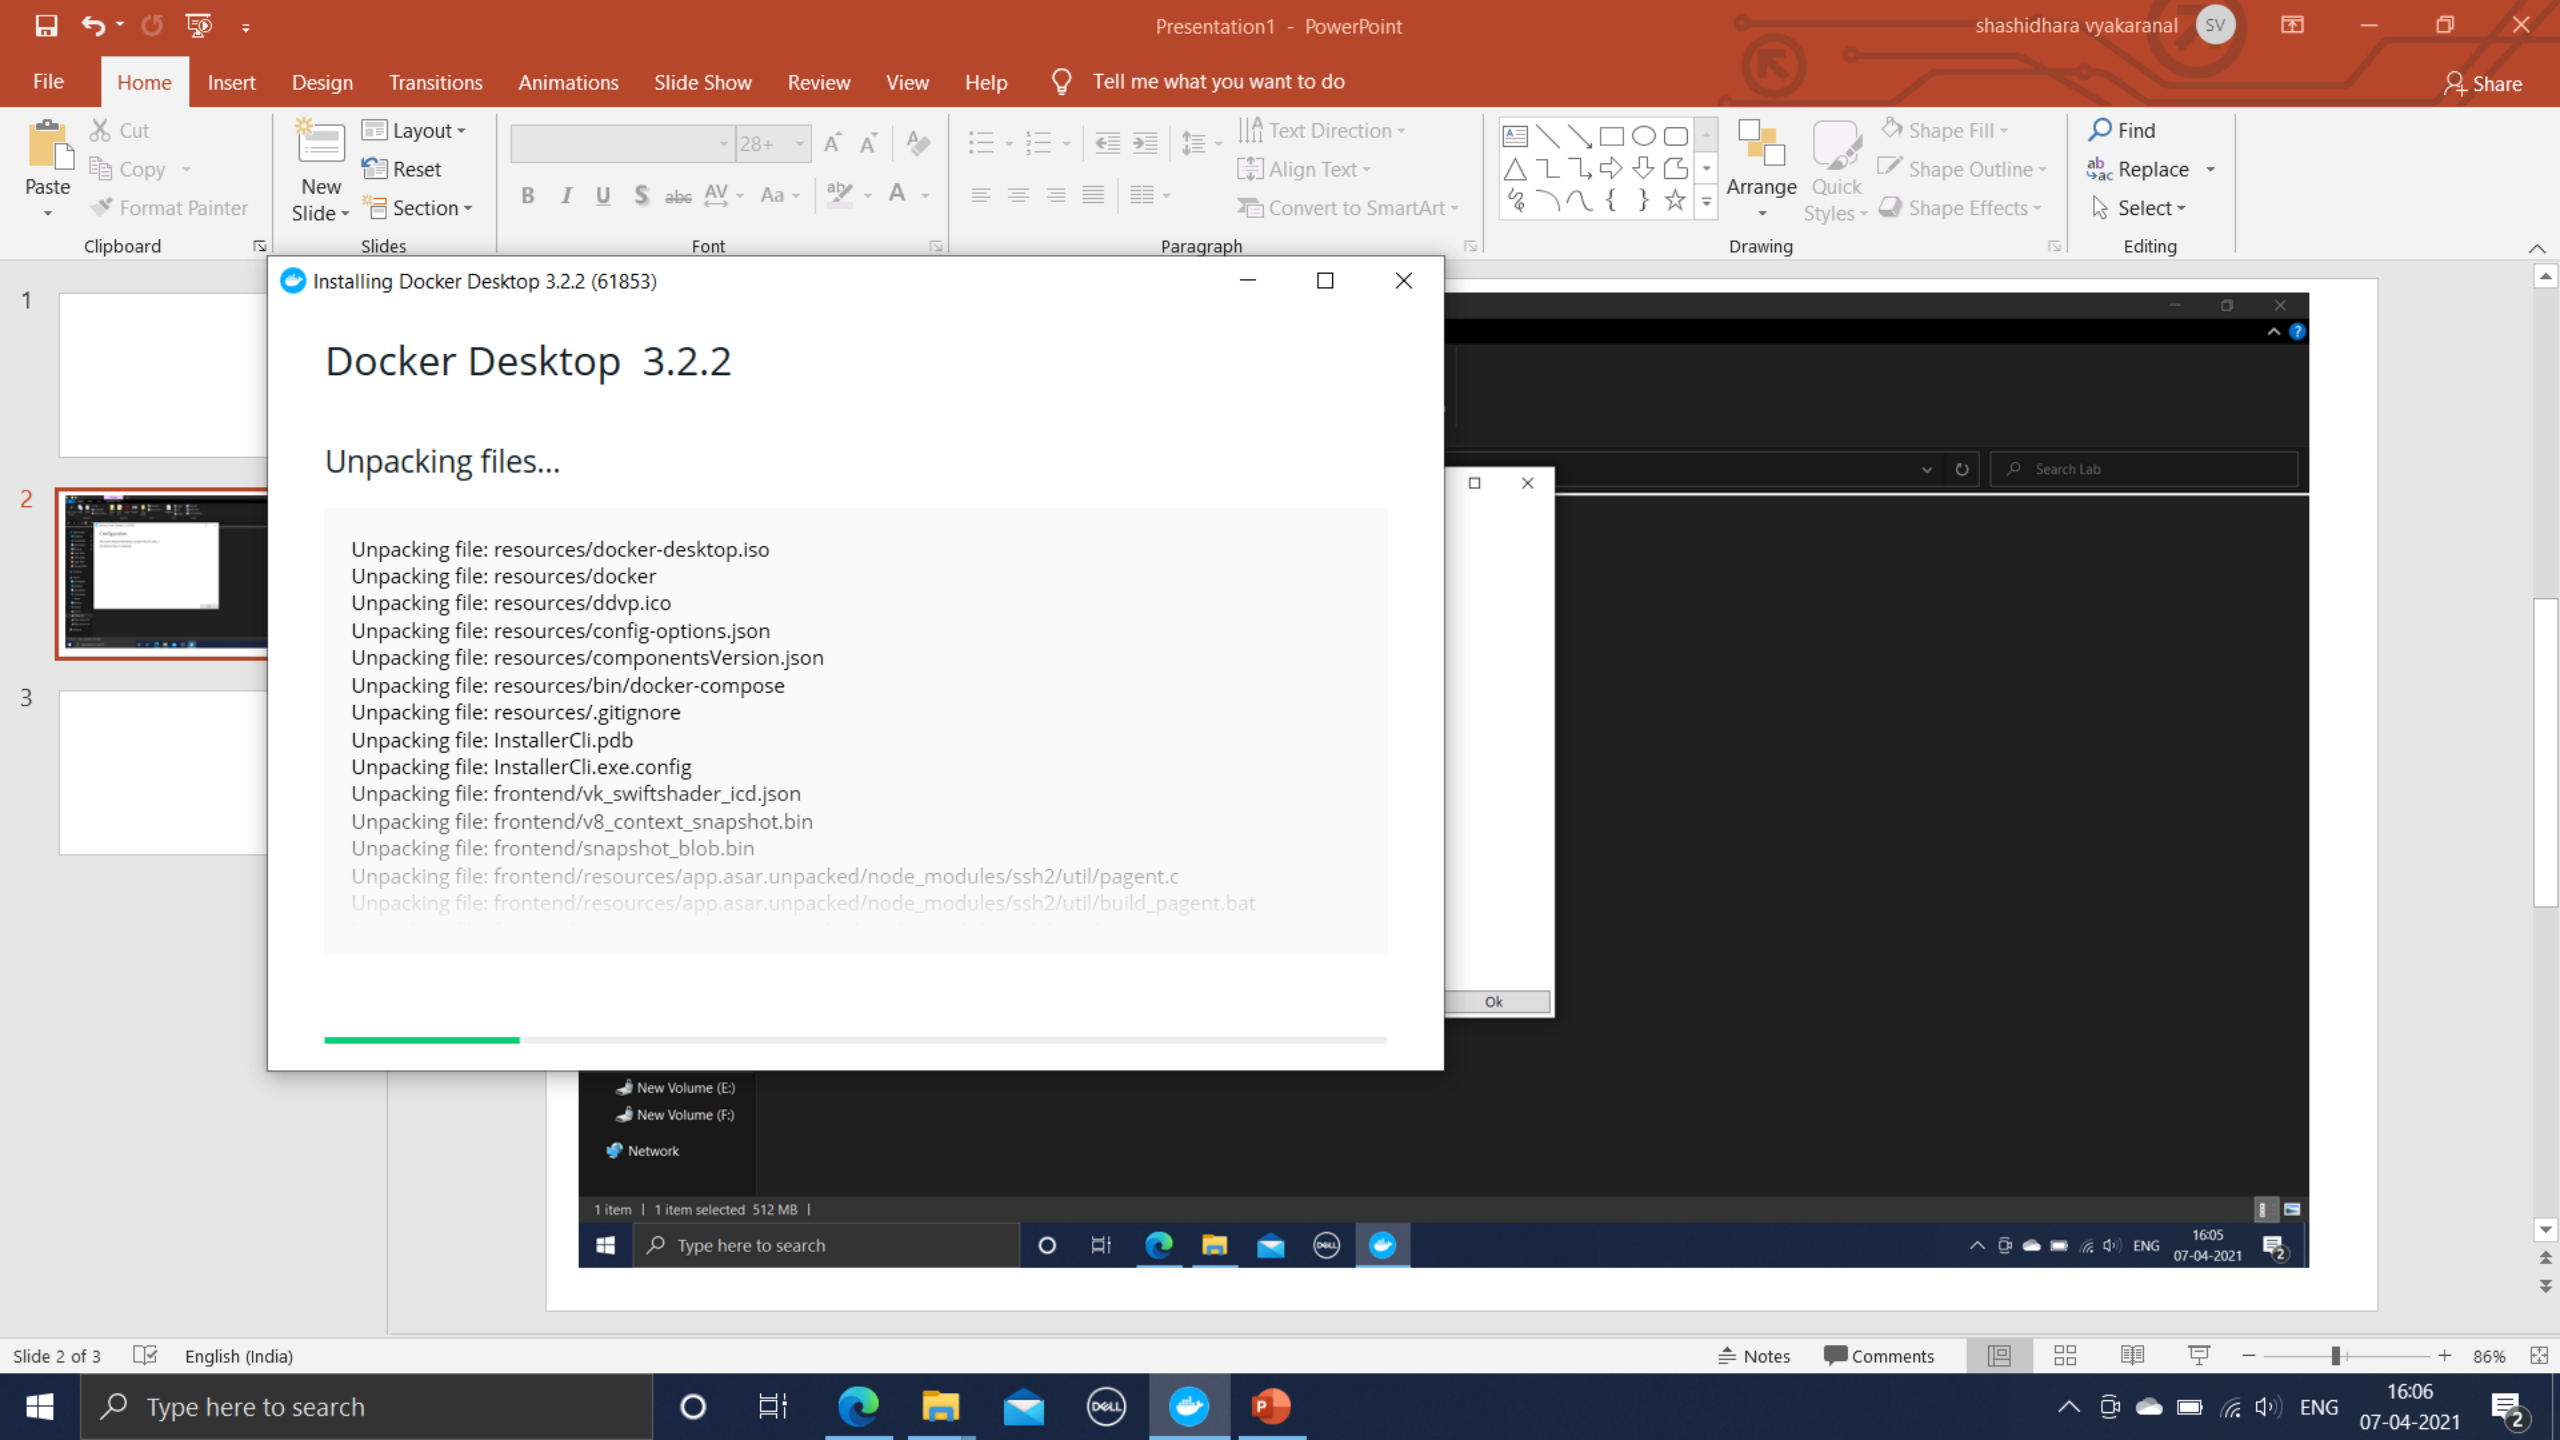 Presentation1 - PowerPoint
shashidhara vyakaranal
SV
File
Home
Insert
Design
Transitions
Animations
Slide Show
Review
View
Help
Tell me what you want to do
Share
Paste
Cut
Copy
Format Painter
Clipboard
New
Slide
Layout
Reset
Section
Slides
28+
B
I
U
S
abc
AV
Aa
A
Font
Text Direction
Align Text
Convert to SmartArt
Paragraph
Arrange
Quick
Styles
Shape Fill
Shape Outline
Shape Effects
Drawing
Find
Replace
Select
Editing
1
2
3
Installing Docker Desktop 3.2.2 (61853)
Docker Desktop 3.2.2
Unpacking files...
Unpacking file: resources/docker-desktop.iso
Unpacking file: resources/docker
Unpacking file: resources/ddvp.ico
Unpacking file: resources/config-options.json
Unpacking file: resources/componentsVersion.json
Unpacking file: resources/bin/docker-compose
Unpacking file: resources/.gitignore
Unpacking file: InstallerCli.pdb
Unpacking file: InstallerCli.exe.config
Unpacking file: frontend/vk_swiftshader_icd.json
Unpacking file: frontend/v8_context_snapshot.bin
Unpacking file: frontend/snapshot_blob.bin
Unpacking file: frontend/resources/app.asar.unpacked/node_modules/ssh2/util/pagent.c
Unpacking file: frontend/resources/app.asar.unpacked/node_modules/ssh2/util/build_pagent.bat
Search Lab
Ok
New Volume (E:)
New Volume (F:)
Network
1 item | 1 item selected 512 MB |
Type here to search
DELL
ENG
16:05
07-04-2021
2
Slide 2 of 3
English (India)
Notes
Comments
86%
Type here to search
DELL
P
ENG
16:06
07-04-2021
2